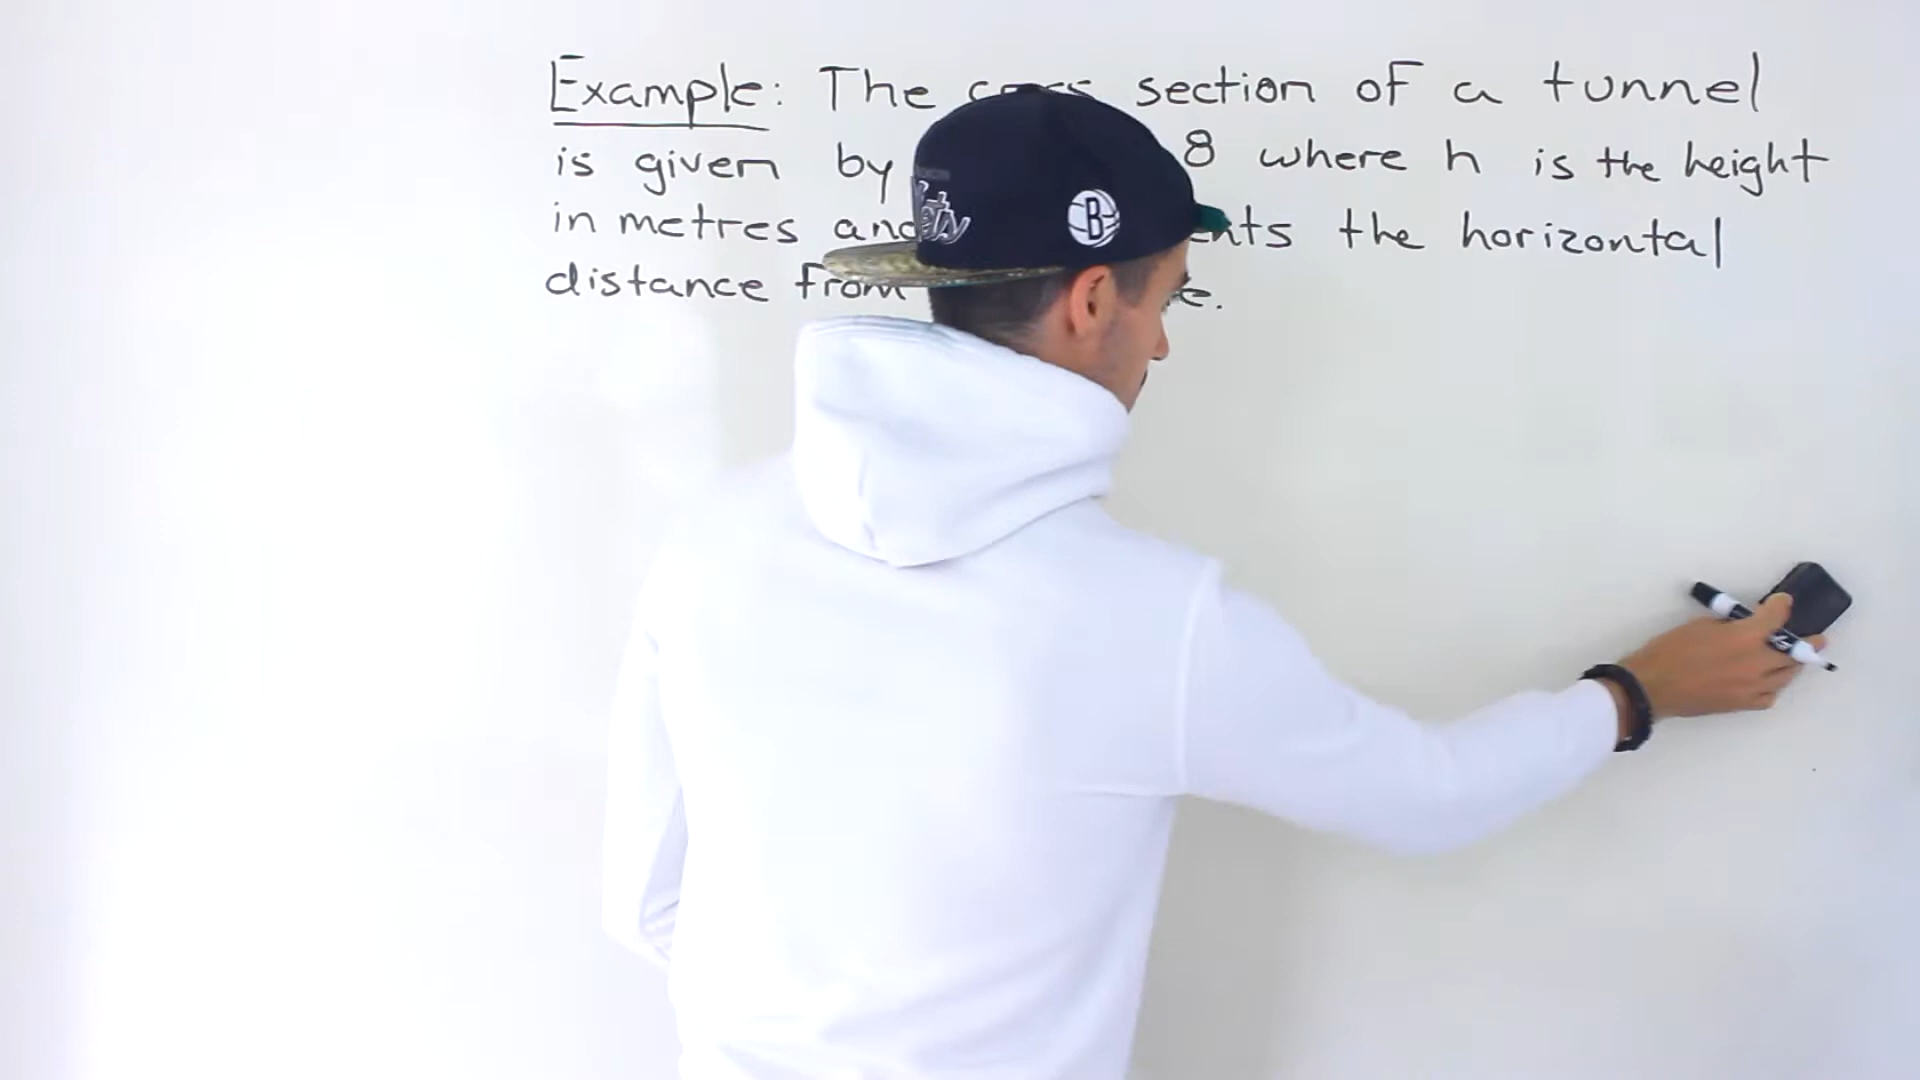 Example: The cross section of a tunnel
is given by 8 where h is the height
in metres and the horizontal
distance from
B